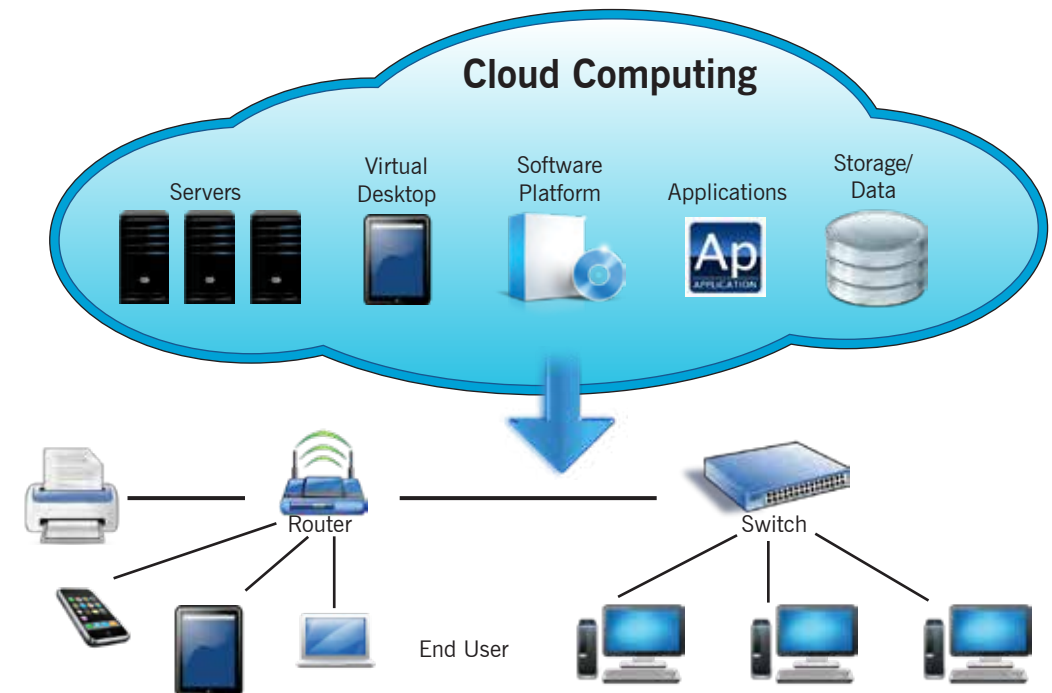 Cloud Computing
Servers
Virtual
Desktop
Software
Platform
Applications
Storage/
Data
Ap
APPLICATION
Router
Switch
End User